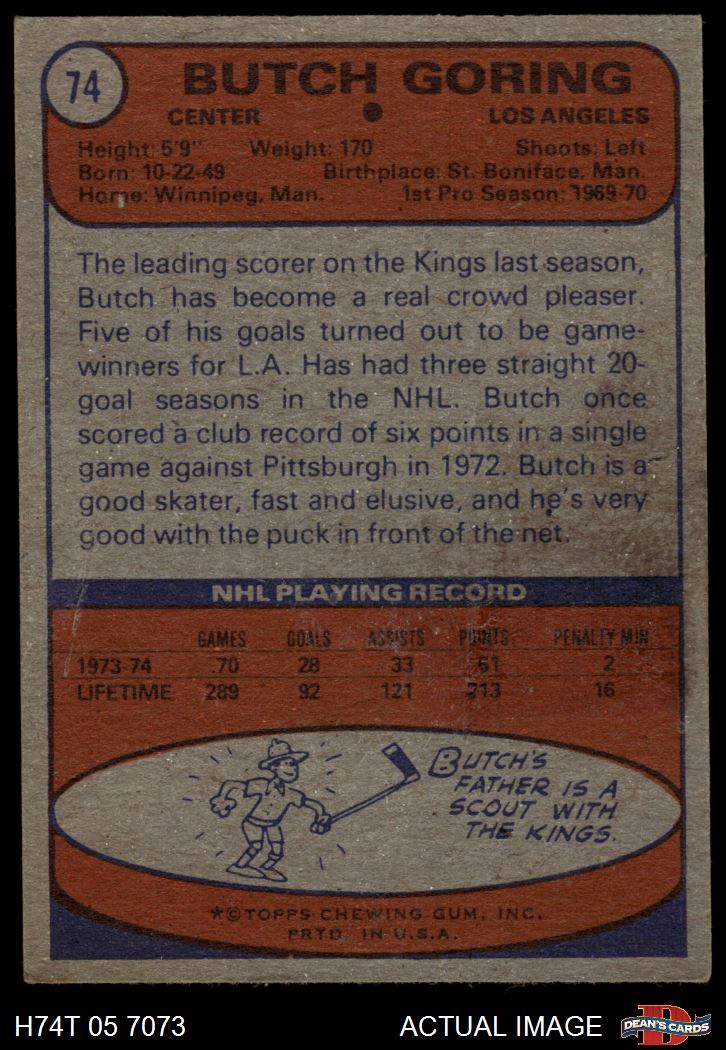 74
BUTCH GORING
CENTER • LOS ANGELES
Height: 5'9" Weight: 170 Shoots: Left
Born: 10-22-49 Birthplace: St. Boniface, Man.
Home: Winnipeg, Man. 1st Pro Season: 1969-70
The leading scorer on the Kings last season,
Butch has become a real crowd pleaser.
Five of his goals turned out to be game-
winners for L.A. Has had three straight 20-
goal seasons in the NHL. Butch once
scored a club record of six points in a single
game against Pittsburgh in 1972. Butch is a
good skater, fast and elusive, and he's very
good with the puck in front of the net.
NHL PLAYING RECORD
GAMES GOALS ASSISTS POINTS PENALTY MIN
1973-74 70 28 33 61 2
LIFETIME 289 92 121 213 16
BUTCH'S
FATHER IS A
SCOUT WITH
THE KINGS.
*©TOPPS CHEWING GUM, INC.
PRTD. IN U.S.A.
H74T 05 7073 ACTUAL IMAGE
D
DEAN'S CARDS